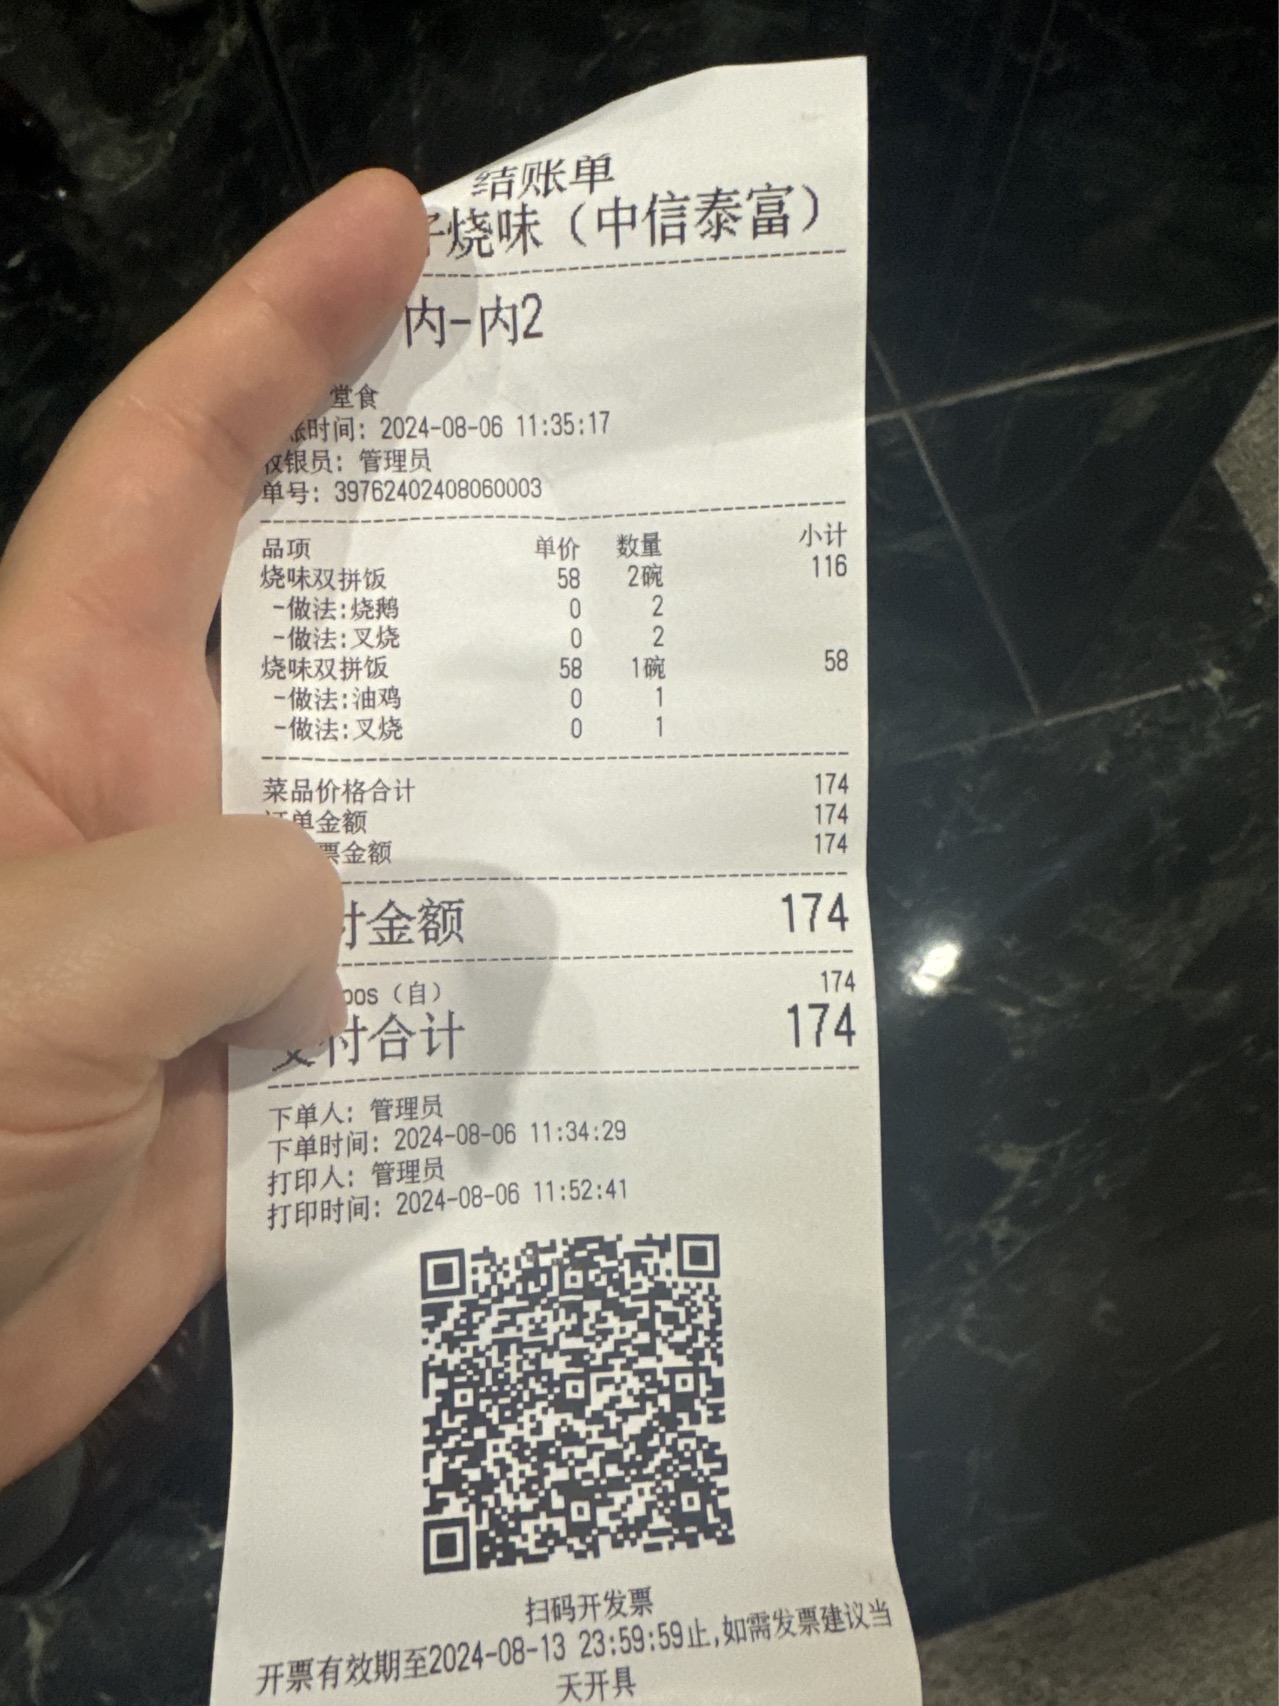 结账单
烧味（中信泰富）
内-内2
堂食
账时间: 2024-08-06 11:35:17
收银员: 管理员
单号: 39762402408060003
品项 单价 数量 小计
烧味双拼饭 58 2碗 116
-做法:烧鹅 0 2
-做法:叉烧 0 2
烧味双拼饭 58 1碗 58
-做法:油鸡 0 1
-做法:叉烧 0 1
菜品价格合计 174
订单金额 174
票金额 174
付金额 174
pos（自） 174
支付合计 174
下单人: 管理员
下单时间: 2024-08-06 11:34:29
打印人: 管理员
打印时间: 2024-08-06 11:52:41
扫码开发票
开票有效期至2024-08-13 23:59:59止,如需发票建议当
天开具